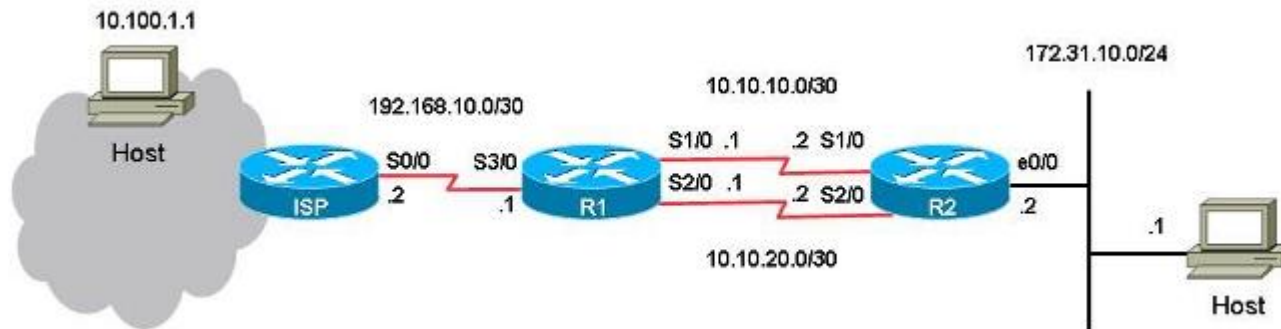 10.100.1.1
Host
192.168.10.0/30
ISP
S0/0
.2
S3/0
.1
R1
10.10.10.0/30
S1/0 .1
.2 S1/0
S2/0 .1
.2 S2/0
10.10.20.0/30
R2
e0/0
.2
172.31.10.0/24
.1
Host